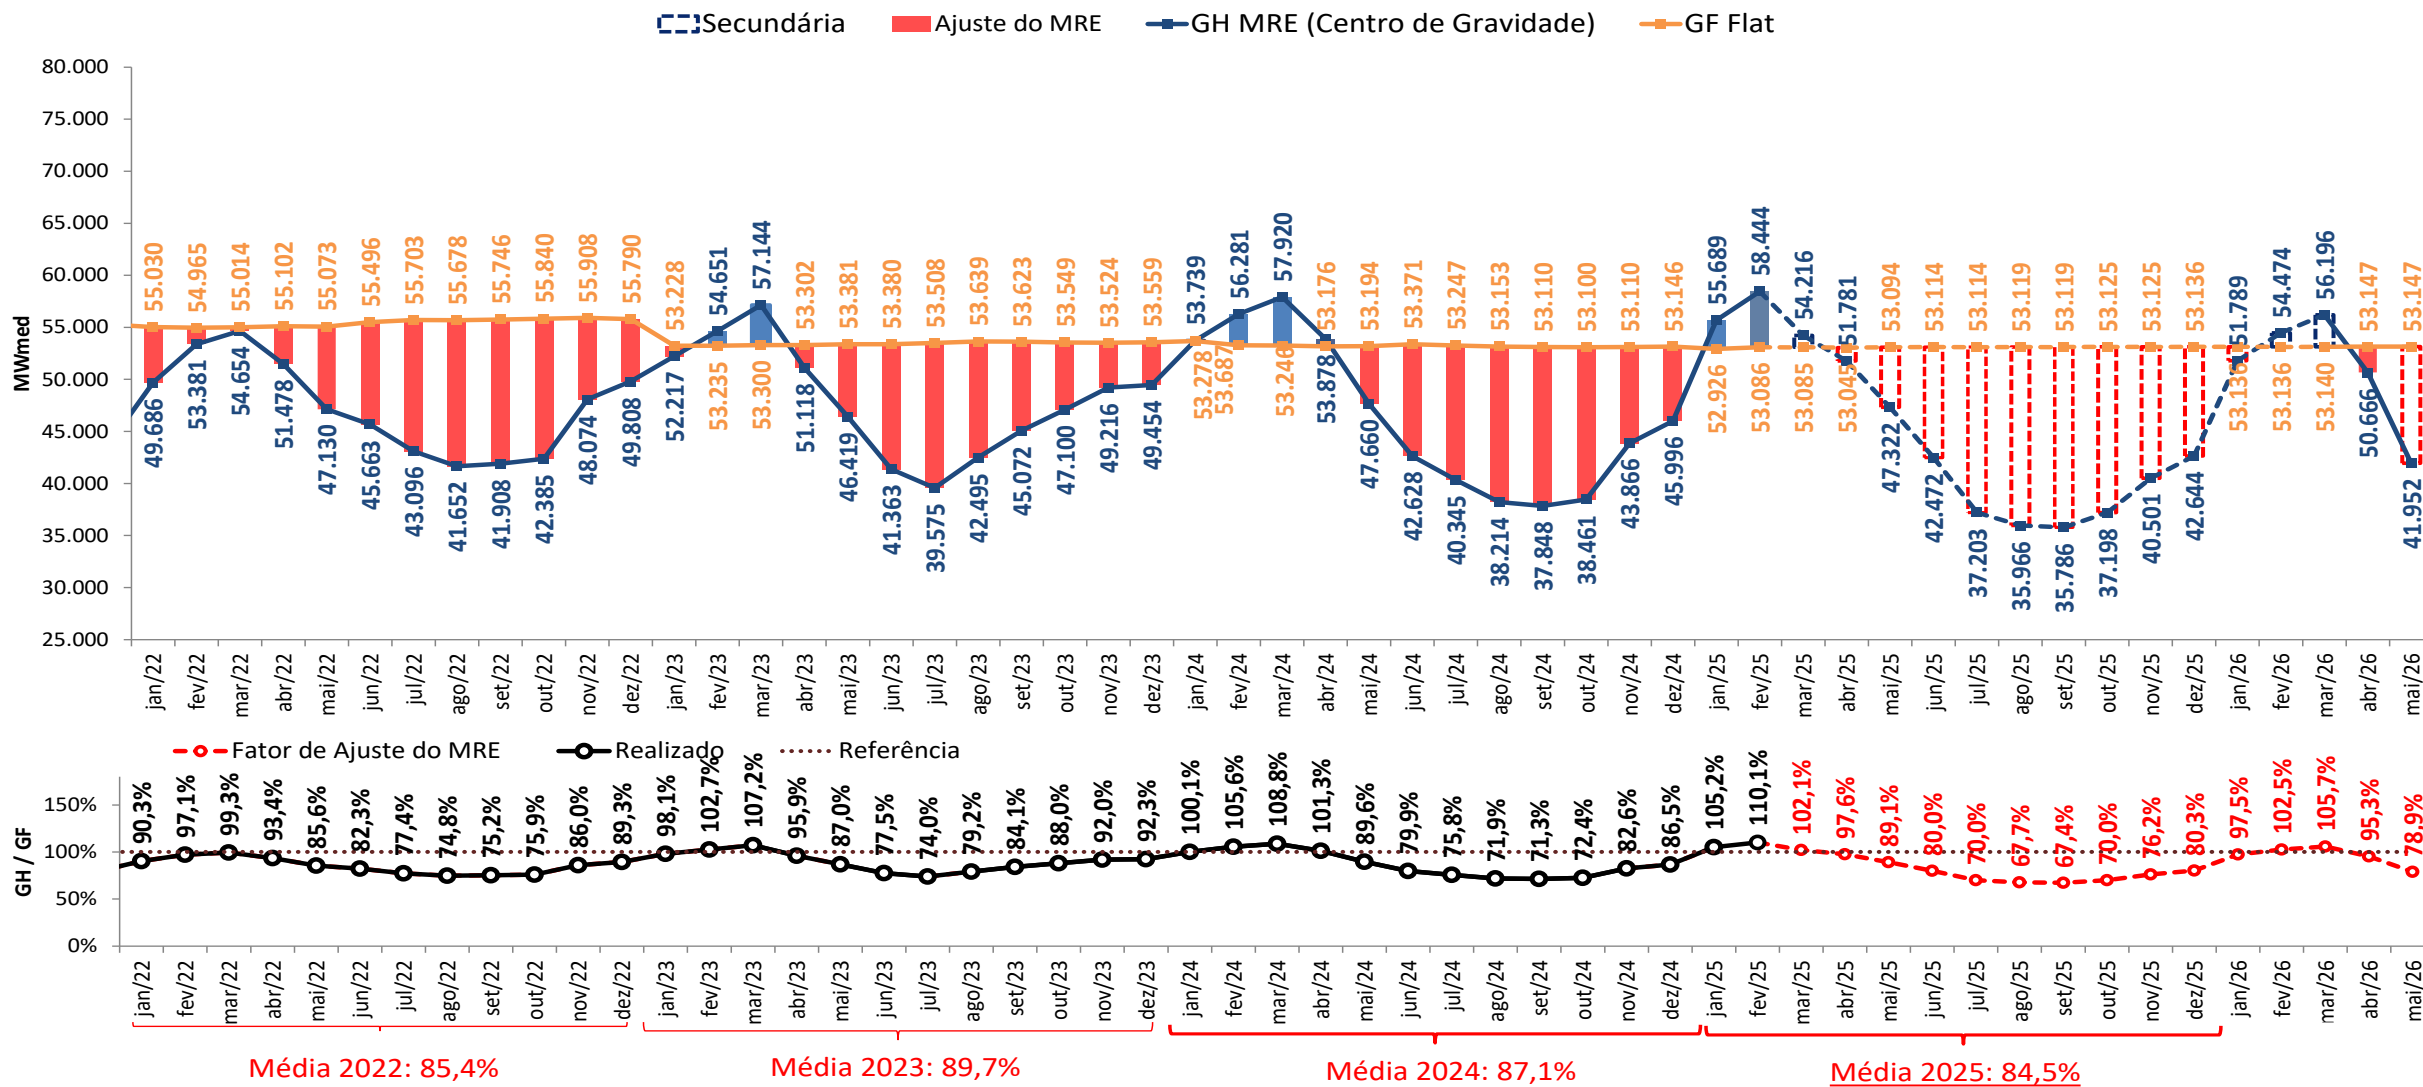 Secundária Ajuste do MRE GH MRE (Centro de Gravidade) GF Flat
80.000
75.000
70.000
65.000
60.000
55.000
50.000
45.000
40.000
35.000
30.000
25.000
MWmed
55.030 54.965 55.014 55.102 55.073 55.496 55.703 55.678 55.746 55.840 55.908 55.790 53.228 54.651 57.144 53.302 53.381 53.380 53.508 53.639 53.623 53.549 53.524 53.559 53.739 56.281 57.920 53.176 53.194 53.371 53.247 53.153 53.110 53.100 53.110 53.146 55.689 58.444 54.216 51.781 53.094 53.114 53.114 53.119 53.119 53.125 53.125 53.136 51.789 54.474 56.196 53.147 53.147
49.686 53.381 54.654 51.478 47.130 45.663 43.096 41.652 41.908 42.385 48.074 49.808 52.217 53.235 53.300 51.118 46.419 41.363 39.575 42.495 45.072 47.100 49.216 49.454 53.278 53.687 53.246 53.878 47.660 42.628 40.345 38.214 37.848 38.461 43.866 45.996 52.926 53.086 53.085 53.045 47.322 42.472 37.203 35.966 35.786 37.198 40.501 42.644 53.136 53.136 53.140 50.666 41.952
jan/22 fev/22 mar/22 abr/22 mai/22 jun/22 jul/22 ago/22 set/22 out/22 nov/22 dez/22 jan/23 fev/23 mar/23 abr/23 mai/23 jun/23 jul/23 ago/23 set/23 out/23 nov/23 dez/23 jan/24 fev/24 mar/24 abr/24 mai/24 jun/24 jul/24 ago/24 set/24 out/24 nov/24 dez/24 jan/25 fev/25 mar/25 abr/25 mai/25 jun/25 jul/25 ago/25 set/25 out/25 nov/25 dez/25 jan/26 fev/26 mar/26 abr/26 mai/26
Fator de Ajuste do MRE Realizado Referência
150%
100%
50%
0%
GH / GF
90,3% 97,1% 99,3% 93,4% 85,6% 82,3% 77,4% 74,8% 75,2% 75,9% 86,0% 89,3% 98,1% 102,7% 107,2% 95,9% 87,0% 77,5% 74,0% 79,2% 84,1% 88,0% 92,0% 92,3% 100,1% 105,6% 108,8% 101,3% 89,6% 79,9% 75,8% 71,9% 71,3% 72,4% 82,6% 86,5% 105,2% 110,1% 102,1% 97,6% 89,1% 80,0% 70,0% 67,7% 67,4% 70,0% 76,2% 80,3% 97,5% 102,5% 105,7% 95,3% 78,9%
jan/22 fev/22 mar/22 abr/22 mai/22 jun/22 jul/22 ago/22 set/22 out/22 nov/22 dez/22 jan/23 fev/23 mar/23 abr/23 mai/23 jun/23 jul/23 ago/23 set/23 out/23 nov/23 dez/23 jan/24 fev/24 mar/24 abr/24 mai/24 jun/24 jul/24 ago/24 set/24 out/24 nov/24 dez/24 jan/25 fev/25 mar/25 abr/25 mai/25 jun/25 jul/25 ago/25 set/25 out/25 nov/25 dez/25 jan/26 fev/26 mar/26 abr/26 mai/26
Média 2022: 85,4% Média 2023: 89,7% Média 2024: 87,1% Média 2025: 84,5%